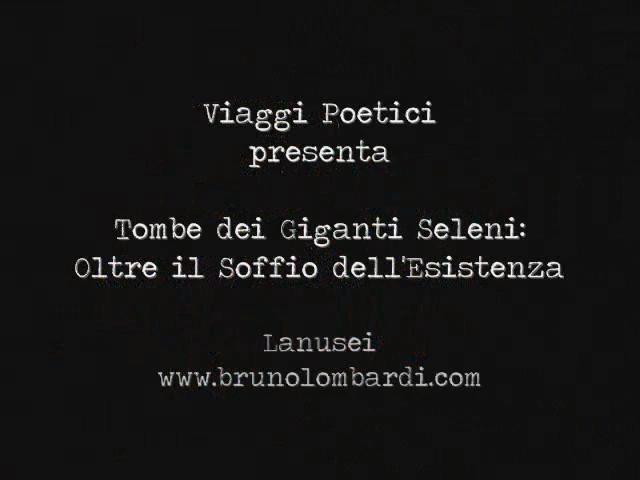 Viaggi Poetici
presenta
Tombe dei Giganti Seleni:
Oltre il Soffio dell'Esistenza
Lanusei
www.brunolombardi.com